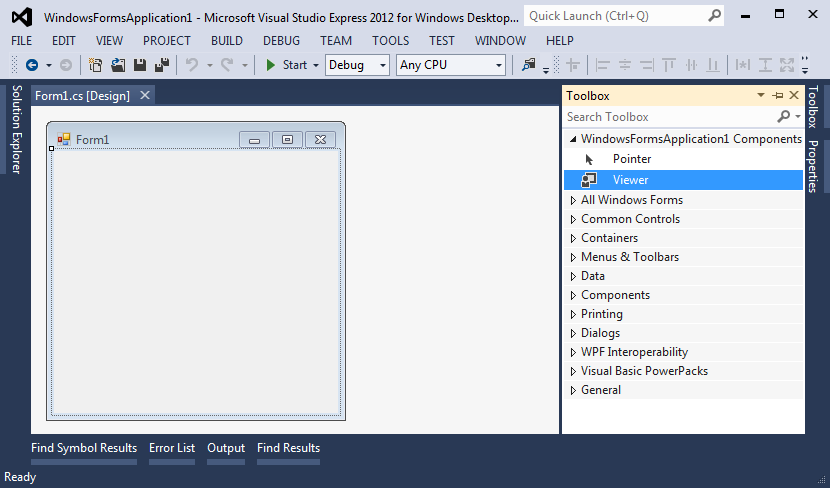 WindowsFormsApplication1 - Microsoft Visual Studio Express 2012 for Windows Desktop... Quick Launch (Ctrl+Q)
FILE EDIT VIEW PROJECT BUILD DEBUG TEAM TOOLS TEST WINDOW HELP
Start Debug Any CPU
Solution Explorer
Form1.cs [Design]
Form1
Toolbox
Search Toolbox
WindowsFormsApplication1 Components
Pointer
Viewer
All Windows Forms
Common Controls
Containers
Menus & Toolbars
Data
Components
Printing
Dialogs
WPF Interoperability
Visual Basic PowerPacks
General
Toolbox
Properties
Find Symbol Results Error List Output Find Results
Ready